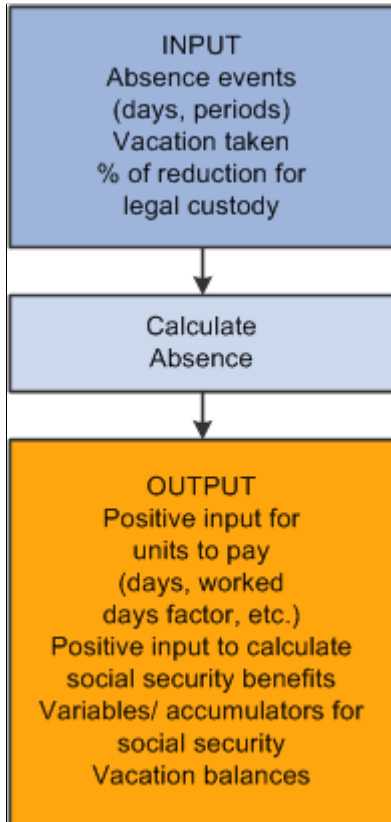 INPUT
Absence events
(days, periods)
Vacation taken
% of reduction for
legal custody
Calculate
Absence
OUTPUT
Positive input for
units to pay
(days, worked
days factor, etc.)
Positive input to calculate
social security benefits
Variables/ accumulators for
social security
Vacation balances